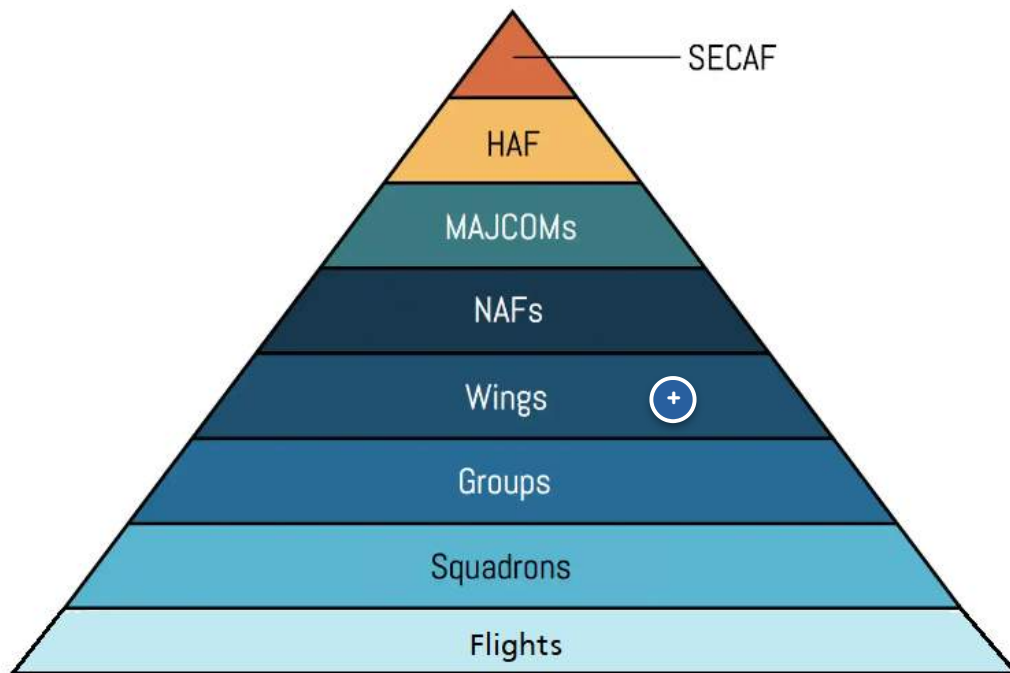 SECAF
HAF
MAJCOMs
NAFs
Wings
+
Groups
Squadrons
Flights